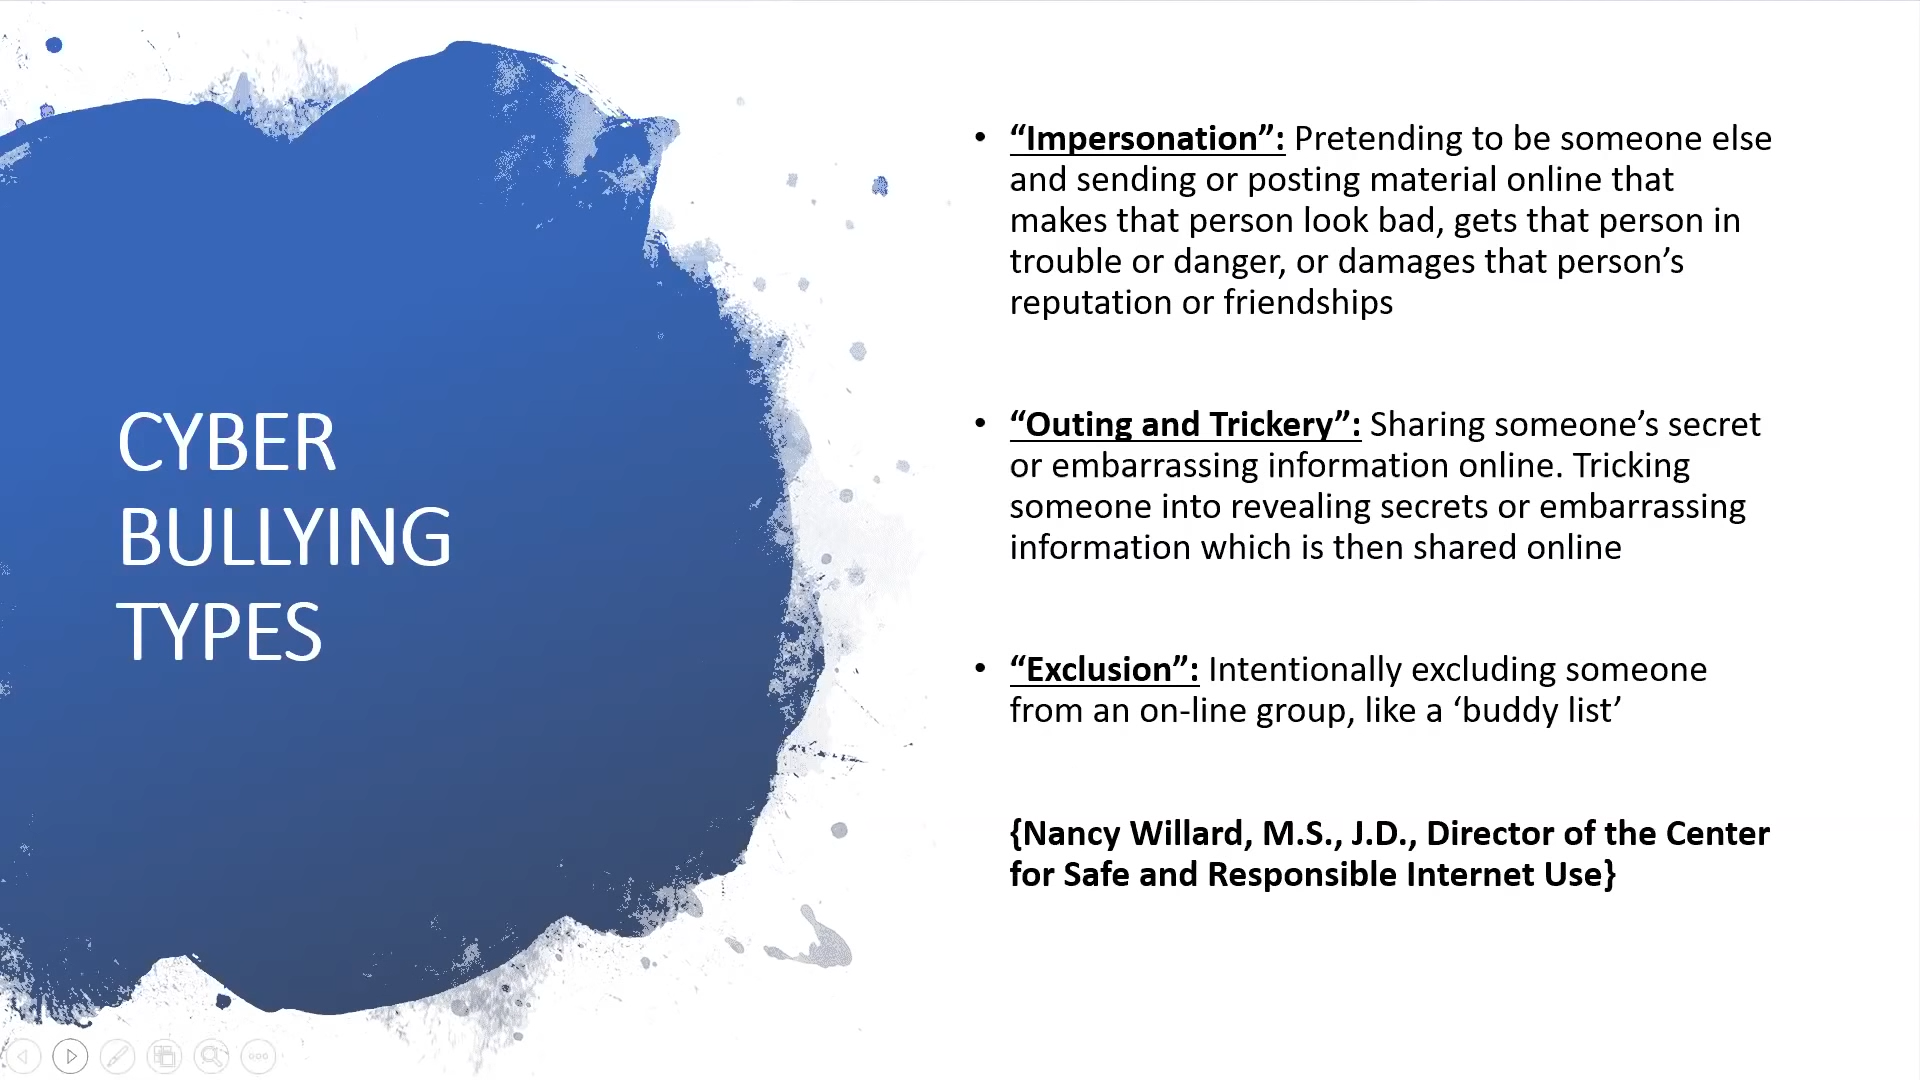 CYBER
BULLYING
TYPES
• “Impersonation”: Pretending to be someone else
and sending or posting material online that
makes that person look bad, gets that person in
trouble or danger, or damages that person’s
reputation or friendships
• “Outing and Trickery”: Sharing someone’s secret
or embarrassing information online. Tricking
someone into revealing secrets or embarrassing
information which is then shared online
• “Exclusion”: Intentionally excluding someone
from an on-line group, like a ‘buddy list’
{Nancy Willard, M.S., J.D., Director of the Center
for Safe and Responsible Internet Use}